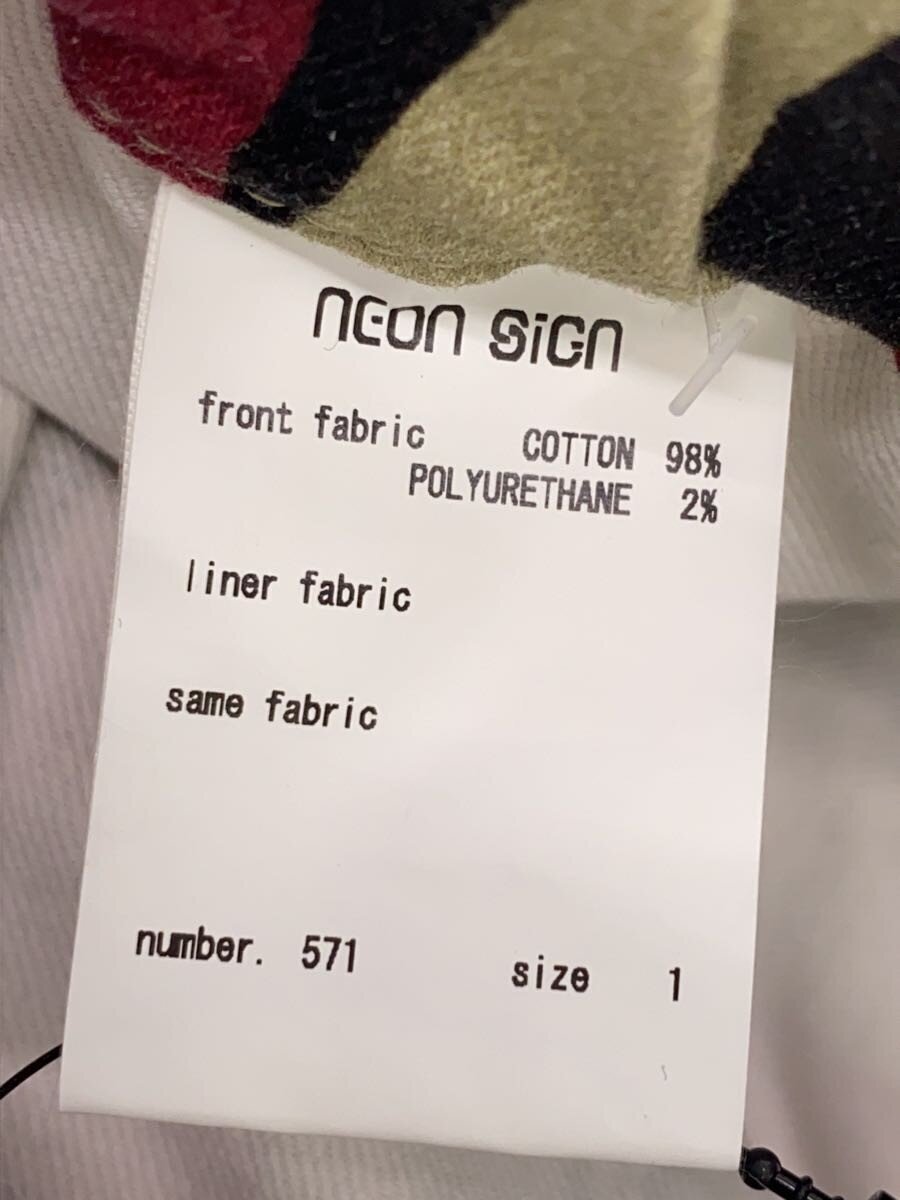 NEON SiGN
front fabric COTTON 98%
POLYURETHANE 2%
liner fabric
same fabric
number. 571 size 1